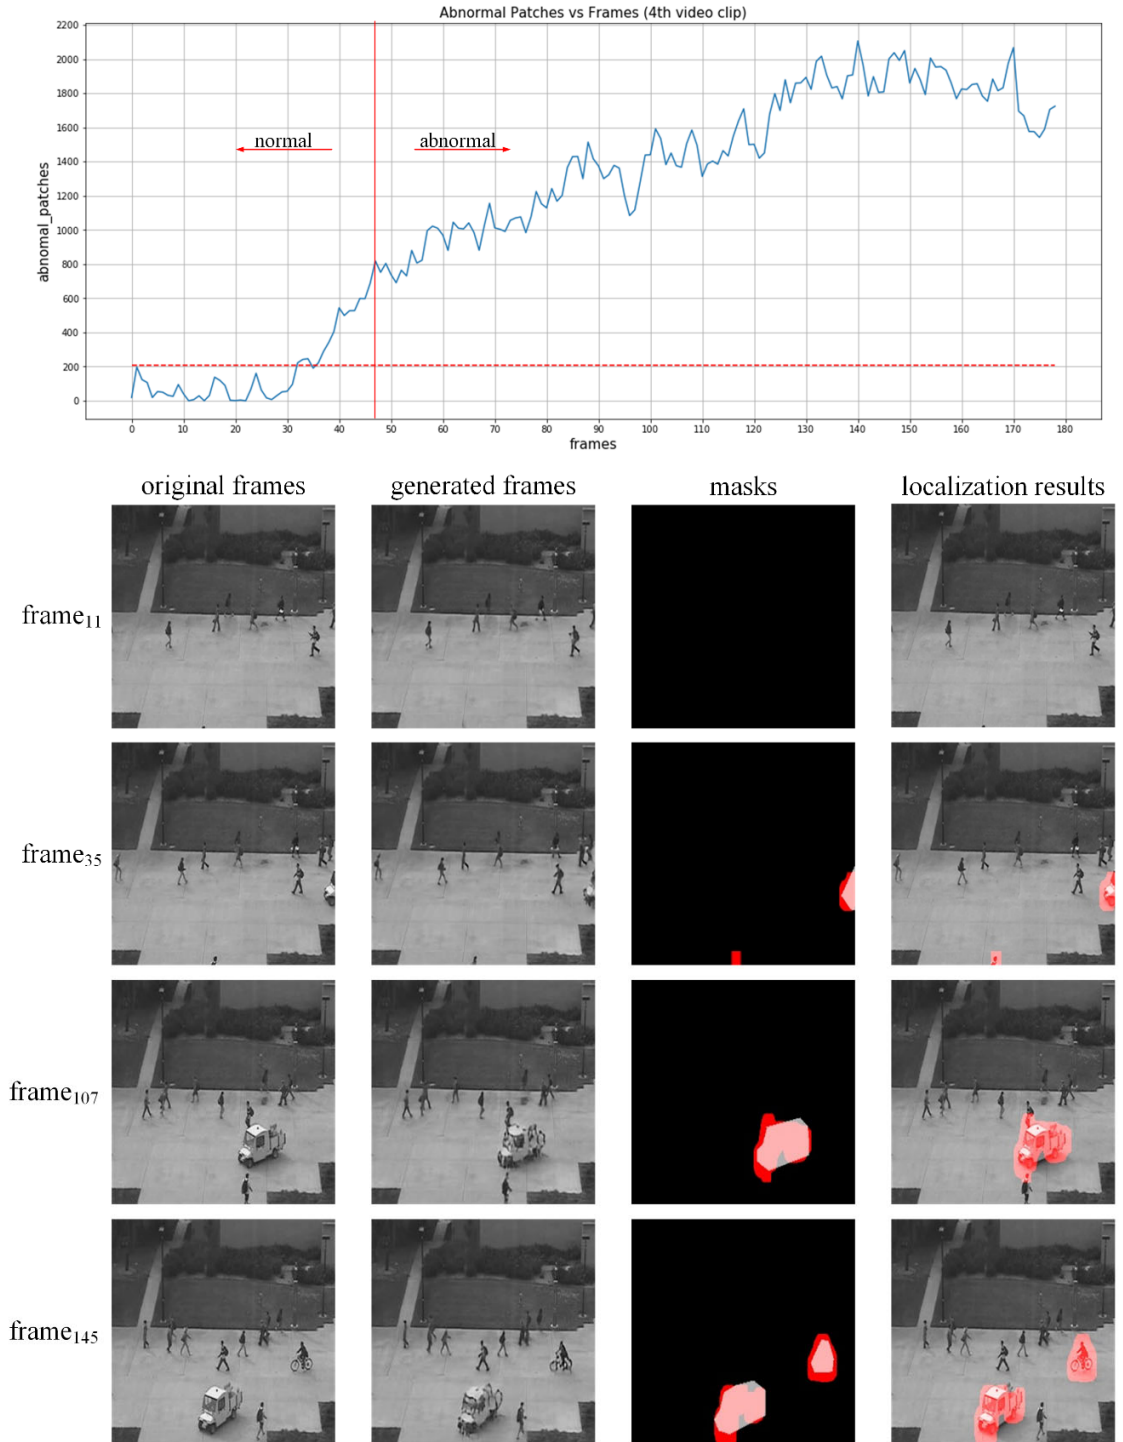 Abnormal Patches vs Frames (4th video clip)
2200
2000
1800
1600
1400
1200
1000
800
600
400
200
0
abnomal_patches
normal
abnormal
0 10 20 30 40 50 60 70 80 90 100 110 120 130 140 150 160 170 180
frames
original frames generated frames masks localization results
frame11
frame35
frame107
frame145